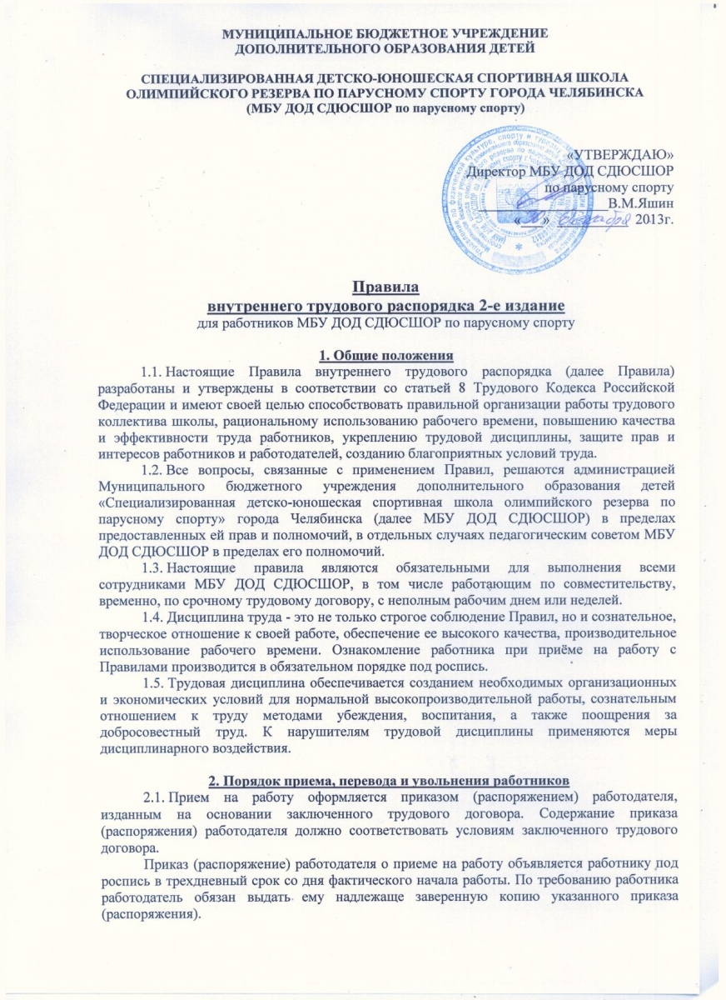 МУНИЦИПАЛЬНОЕ БЮДЖЕТНОЕ УЧРЕЖДЕНИЕ
ДОПОЛНИТЕЛЬНОГО ОБРАЗОВАНИЯ ДЕТЕЙ
СПЕЦИАЛИЗИРОВАННАЯ ДЕТСКО-ЮНОШЕСКАЯ СПОРТИВНАЯ ШКОЛА
ОЛИМПИЙСКОГО РЕЗЕРВА ПО ПАРУСНОМУ СПОРТУ ГОРОДА ЧЕЛЯБИНСКА
(МБУ ДОД СДЮСШОР по парусному спорту)
«УТВЕРЖДАЮ»
Директор МБУ ДОД СДЮСШОР
по парусному спорту
В.М.Яшин
« » 2013г.
Правила
внутреннего трудового распорядка 2-е издание
для работников МБУ ДОД СДЮСШОР по парусному спорту
1. Общие положения
1.1. Настоящие Правила внутреннего трудового распорядка (далее Правила)
разработаны и утверждены в соответствии со статьей 8 Трудового Кодекса Российской
Федерации и имеют своей целью способствовать правильной организации работы трудового
коллектива школы, рациональному использованию рабочего времени, повышению качества
и эффективности труда работников, укреплению трудовой дисциплины, защите прав и
интересов работников и работодателей, созданию благоприятных условий труда.
1.2. Все вопросы, связанные с применением Правил, решаются администрацией
Муниципального бюджетного учреждения дополнительного образования детей
«Специализированная детско-юношеская спортивная школа олимпийского резерва по
парусному спорту» города Челябинска (далее МБУ ДОД СДЮСШОР) в пределах
предоставленных ей прав и полномочий, в отдельных случаях педагогическим советом МБУ
ДОД СДЮСШОР в пределах его полномочий.
1.3. Настоящие правила являются обязательными для выполнения всеми
сотрудниками МБУ ДОД СДЮСШОР, в том числе работающим по совместительству,
временно, по срочному трудовому договору, с неполным рабочим днем или неделей.
1.4. Дисциплина труда - это не только строгое соблюдение Правил, но и сознательное,
творческое отношение к своей работе, обеспечение ее высокого качества, производительное
использование рабочего времени. Ознакомление работника при приёме на работу с
Правилами производится в обязательном порядке под роспись.
1.5. Трудовая дисциплина обеспечивается созданием необходимых организационных
и экономических условий для нормальной высокопроизводительной работы, сознательным
отношением к труду методами убеждения, воспитания, а также поощрения за
добросовестный труд. К нарушителям трудовой дисциплины применяются меры
дисциплинарного воздействия.
2. Порядок приема, перевода и увольнения работников
2.1. Прием на работу оформляется приказом (распоряжением) работодателя,
изданным на основании заключенного трудового договора. Содержание приказа
(распоряжения) работодателя должно соответствовать условиям заключенного трудового
договора.
Приказ (распоряжение) работодателя о приеме на работу объявляется работнику под
роспись в трехдневный срок со дня фактического начала работы. По требованию работника
работодатель обязан выдать ему надлежаще заверенную копию указанного приказа
(распоряжения).